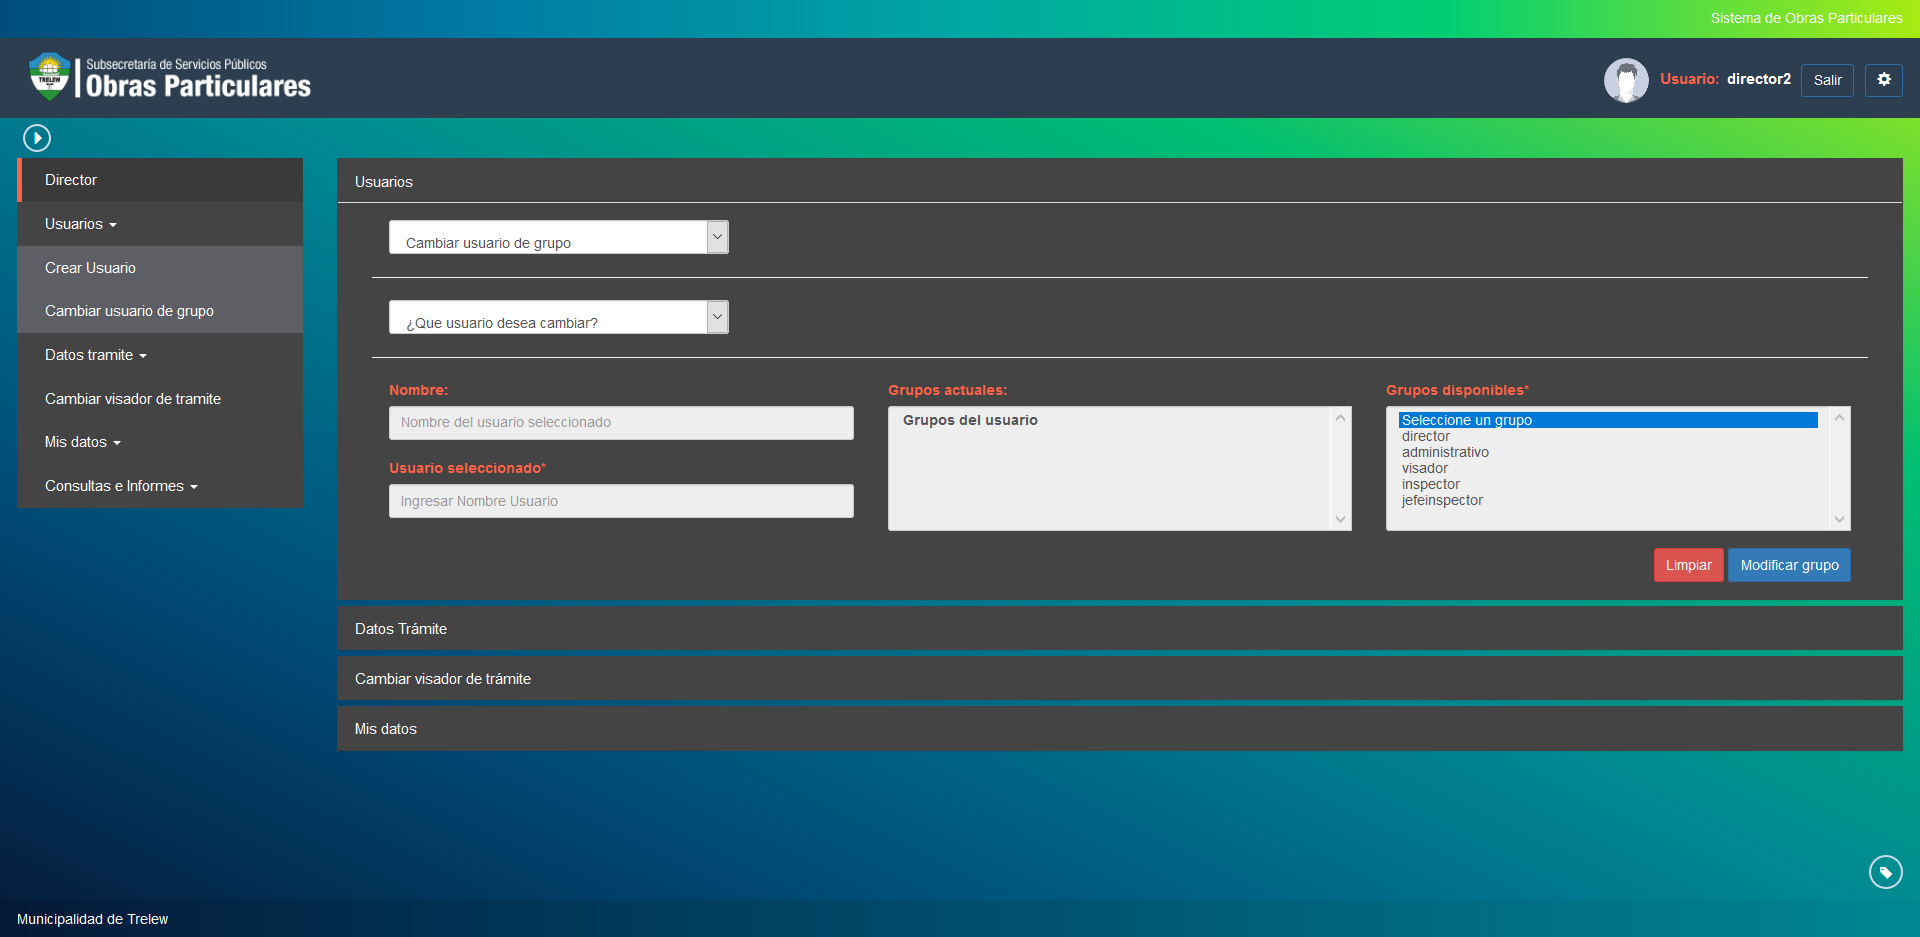 Sistema de Obras Particulares
TRELEW
Subsecretaría de Servicios Públicos
Obras Particulares
Usuario: director2
Salir
Director
Usuarios
Crear Usuario
Cambiar usuario de grupo
Datos tramite
Cambiar visador de tramite
Mis datos
Consultas e Informes
Usuarios
Cambiar usuario de grupo
¿Que usuario desea cambiar?
Nombre:
Nombre del usuario seleccionado
Usuario seleccionado*
Ingresar Nombre Usuario
Grupos actuales:
Grupos del usuario
Grupos disponibles*
Seleccione un grupo
director
administrativo
visador
inspector
jefeinspector
Limpiar
Modificar grupo
Datos Trámite
Cambiar visador de trámite
Mis datos
Municipalidad de Trelew